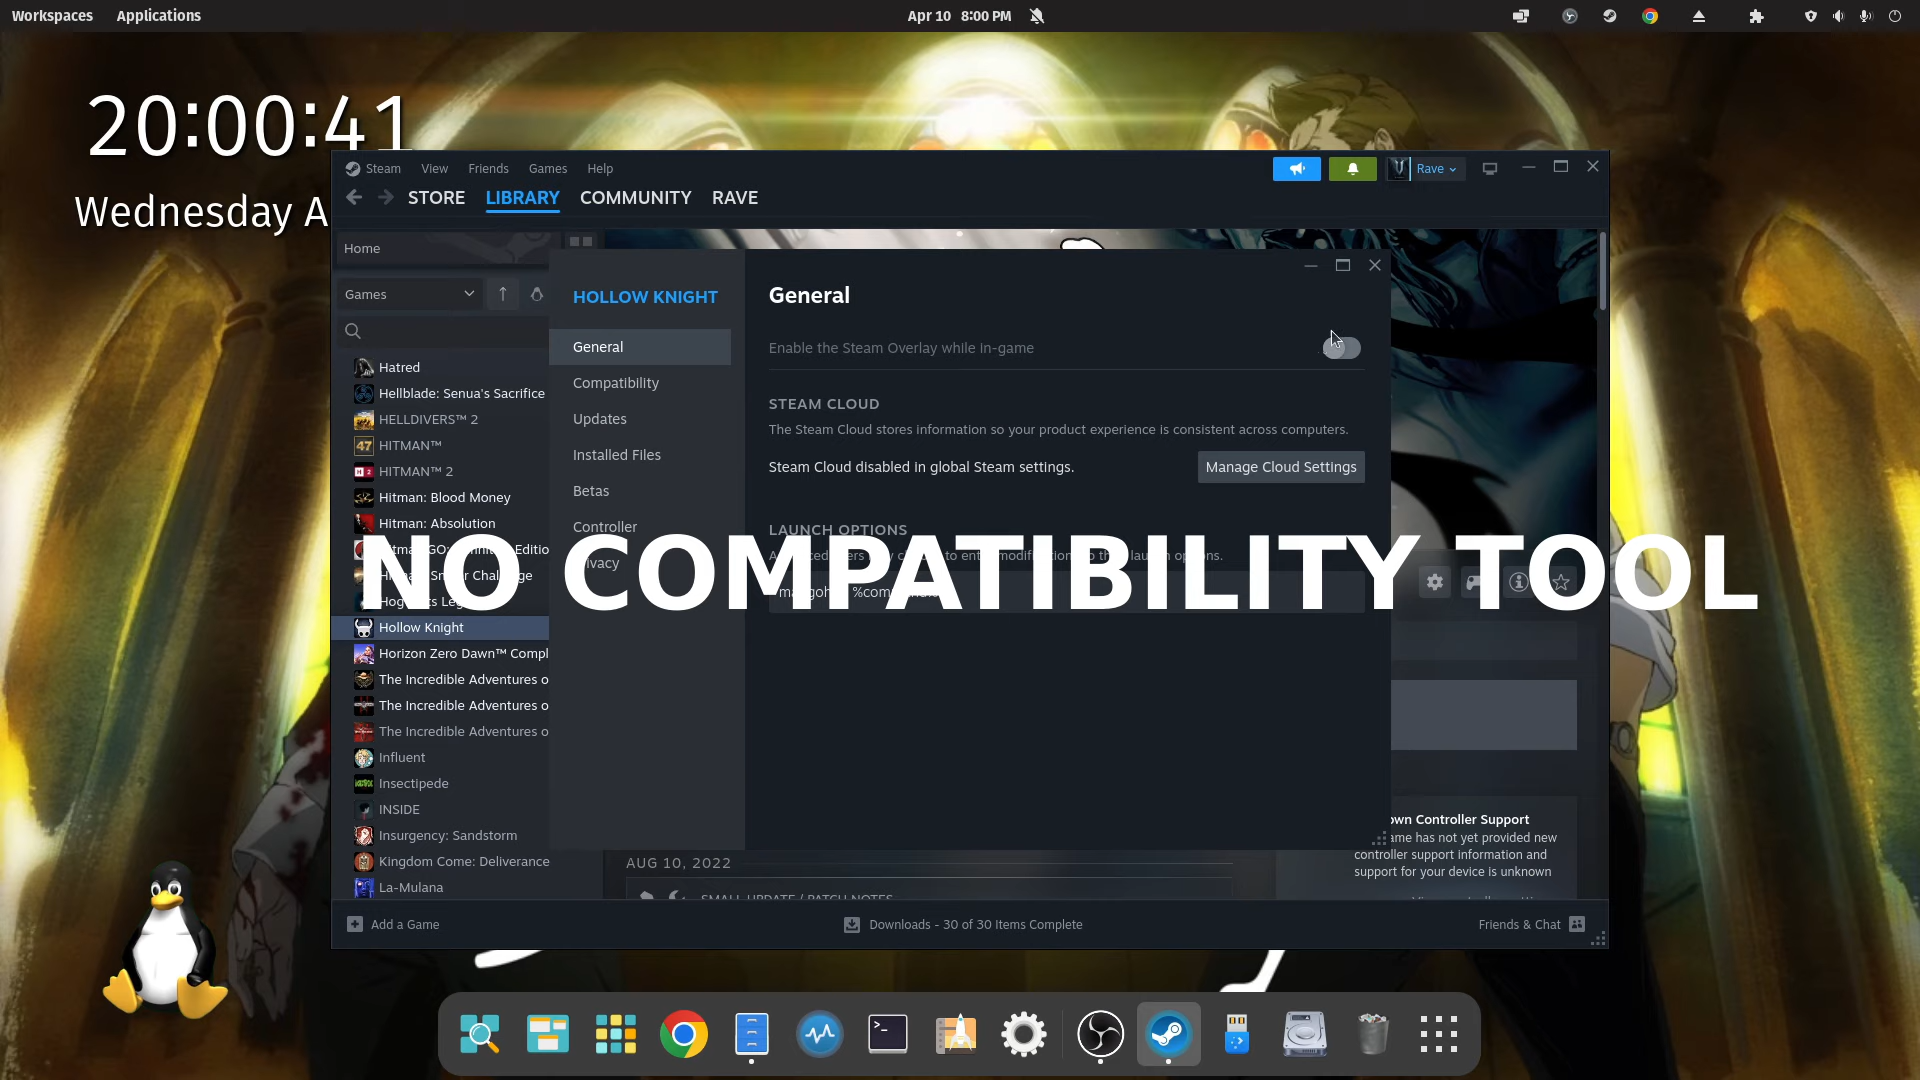 Workspaces
Applications
Apr 10 8:00 PM
20:00:41
Wednesday A
Steam View Friends Games Help
Rave
STORE LIBRARY COMMUNITY RAVE
Home
Games
Hatred
Hellblade: Senua's Sacrifice
HELLDIVERS™ 2
HITMAN™
HITMAN™ 2
Hitman: Blood Money
Hitman: Absolution
Hollow Knight
Horizon Zero Dawn™ Compl
The Incredible Adventures o
The Incredible Adventures o
The Incredible Adventures o
Influent
Insectipede
INSIDE
Insurgency: Sandstorm
Kingdom Come: Deliverance
La-Mulana
HOLLOW KNIGHT
General
Compatibility
Updates
Installed Files
Betas
Controller
General
Enable the Steam Overlay while in-game
STEAM CLOUD
The Steam Cloud stores information so your product experience is consistent across computers.
Steam Cloud disabled in global Steam settings.
Manage Cloud Settings
LAUNCH OPTIONS
NO COMPATIBILITY TOOL
own Controller Support
ame has not yet provided new
controller support information and
support for your device is unknown
AUG 10, 2022
SMALL UPDATE / PATCH NOTES
Add a Game
Downloads - 30 of 30 Items Complete
Friends & Chat